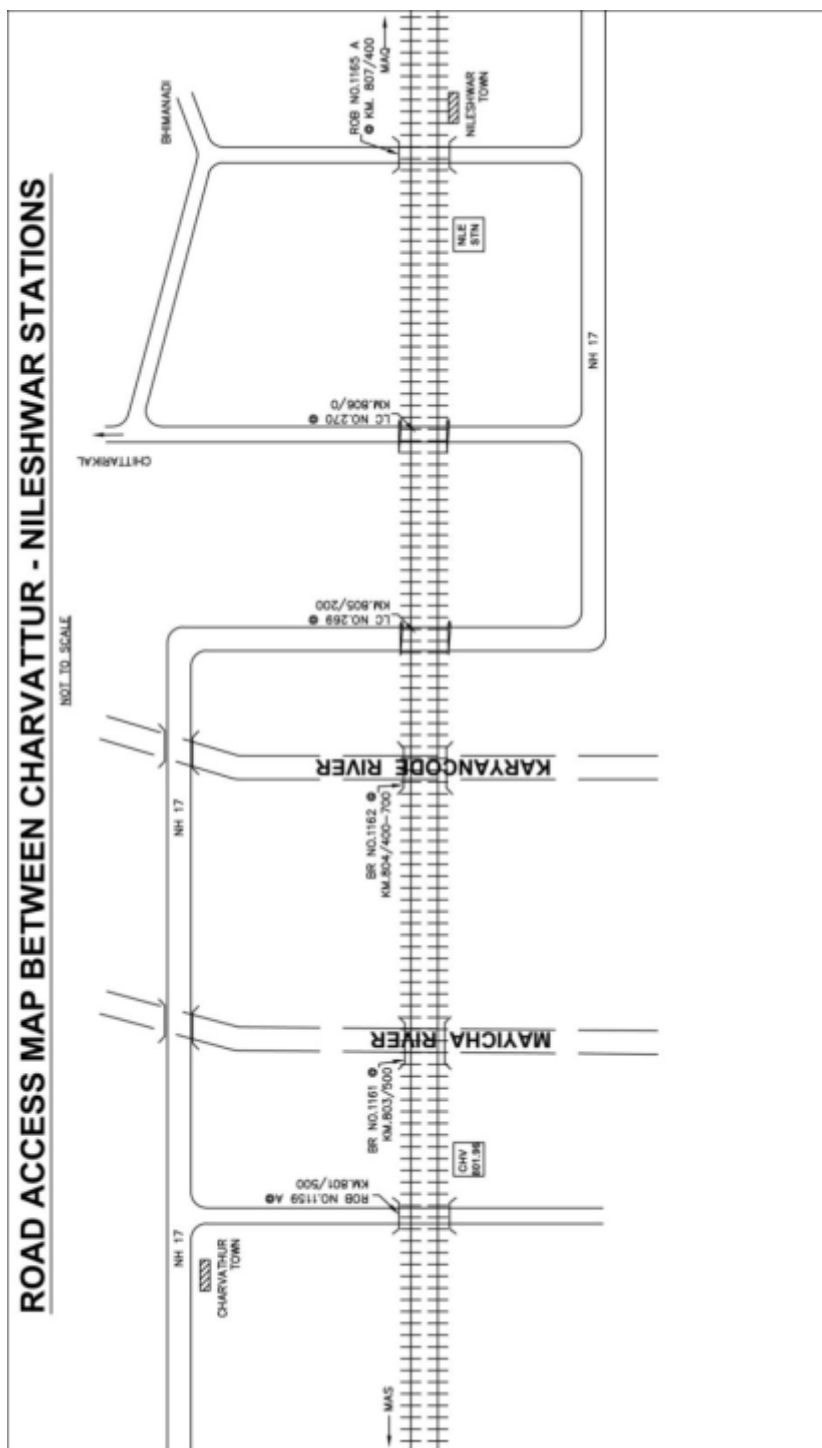 ROAD ACCESS MAP BETWEEN CHARVATTUR - NILESHWAR STATIONS
NOT TO SCALE
NH 17
CHARVATHUR
TOWN
MAS
ROB NO.1159 A@
KM.801/500
CHV
801.96
BR NO.1161 @
KM.803/500
MAYICHA RIVER
NH 17
BR NO.1162 @
KM.804/400-700
KARYANCODE RIVER
LC NO.269 @
KM.805/200
CHITTARIKAL
LC NO.270 @
KM.806/0
NH 17
NLE
STN
BHIMANADI
ROB NO.1165 A
@ KM. 807/400
MAQ
NILESHWAR
TOWN